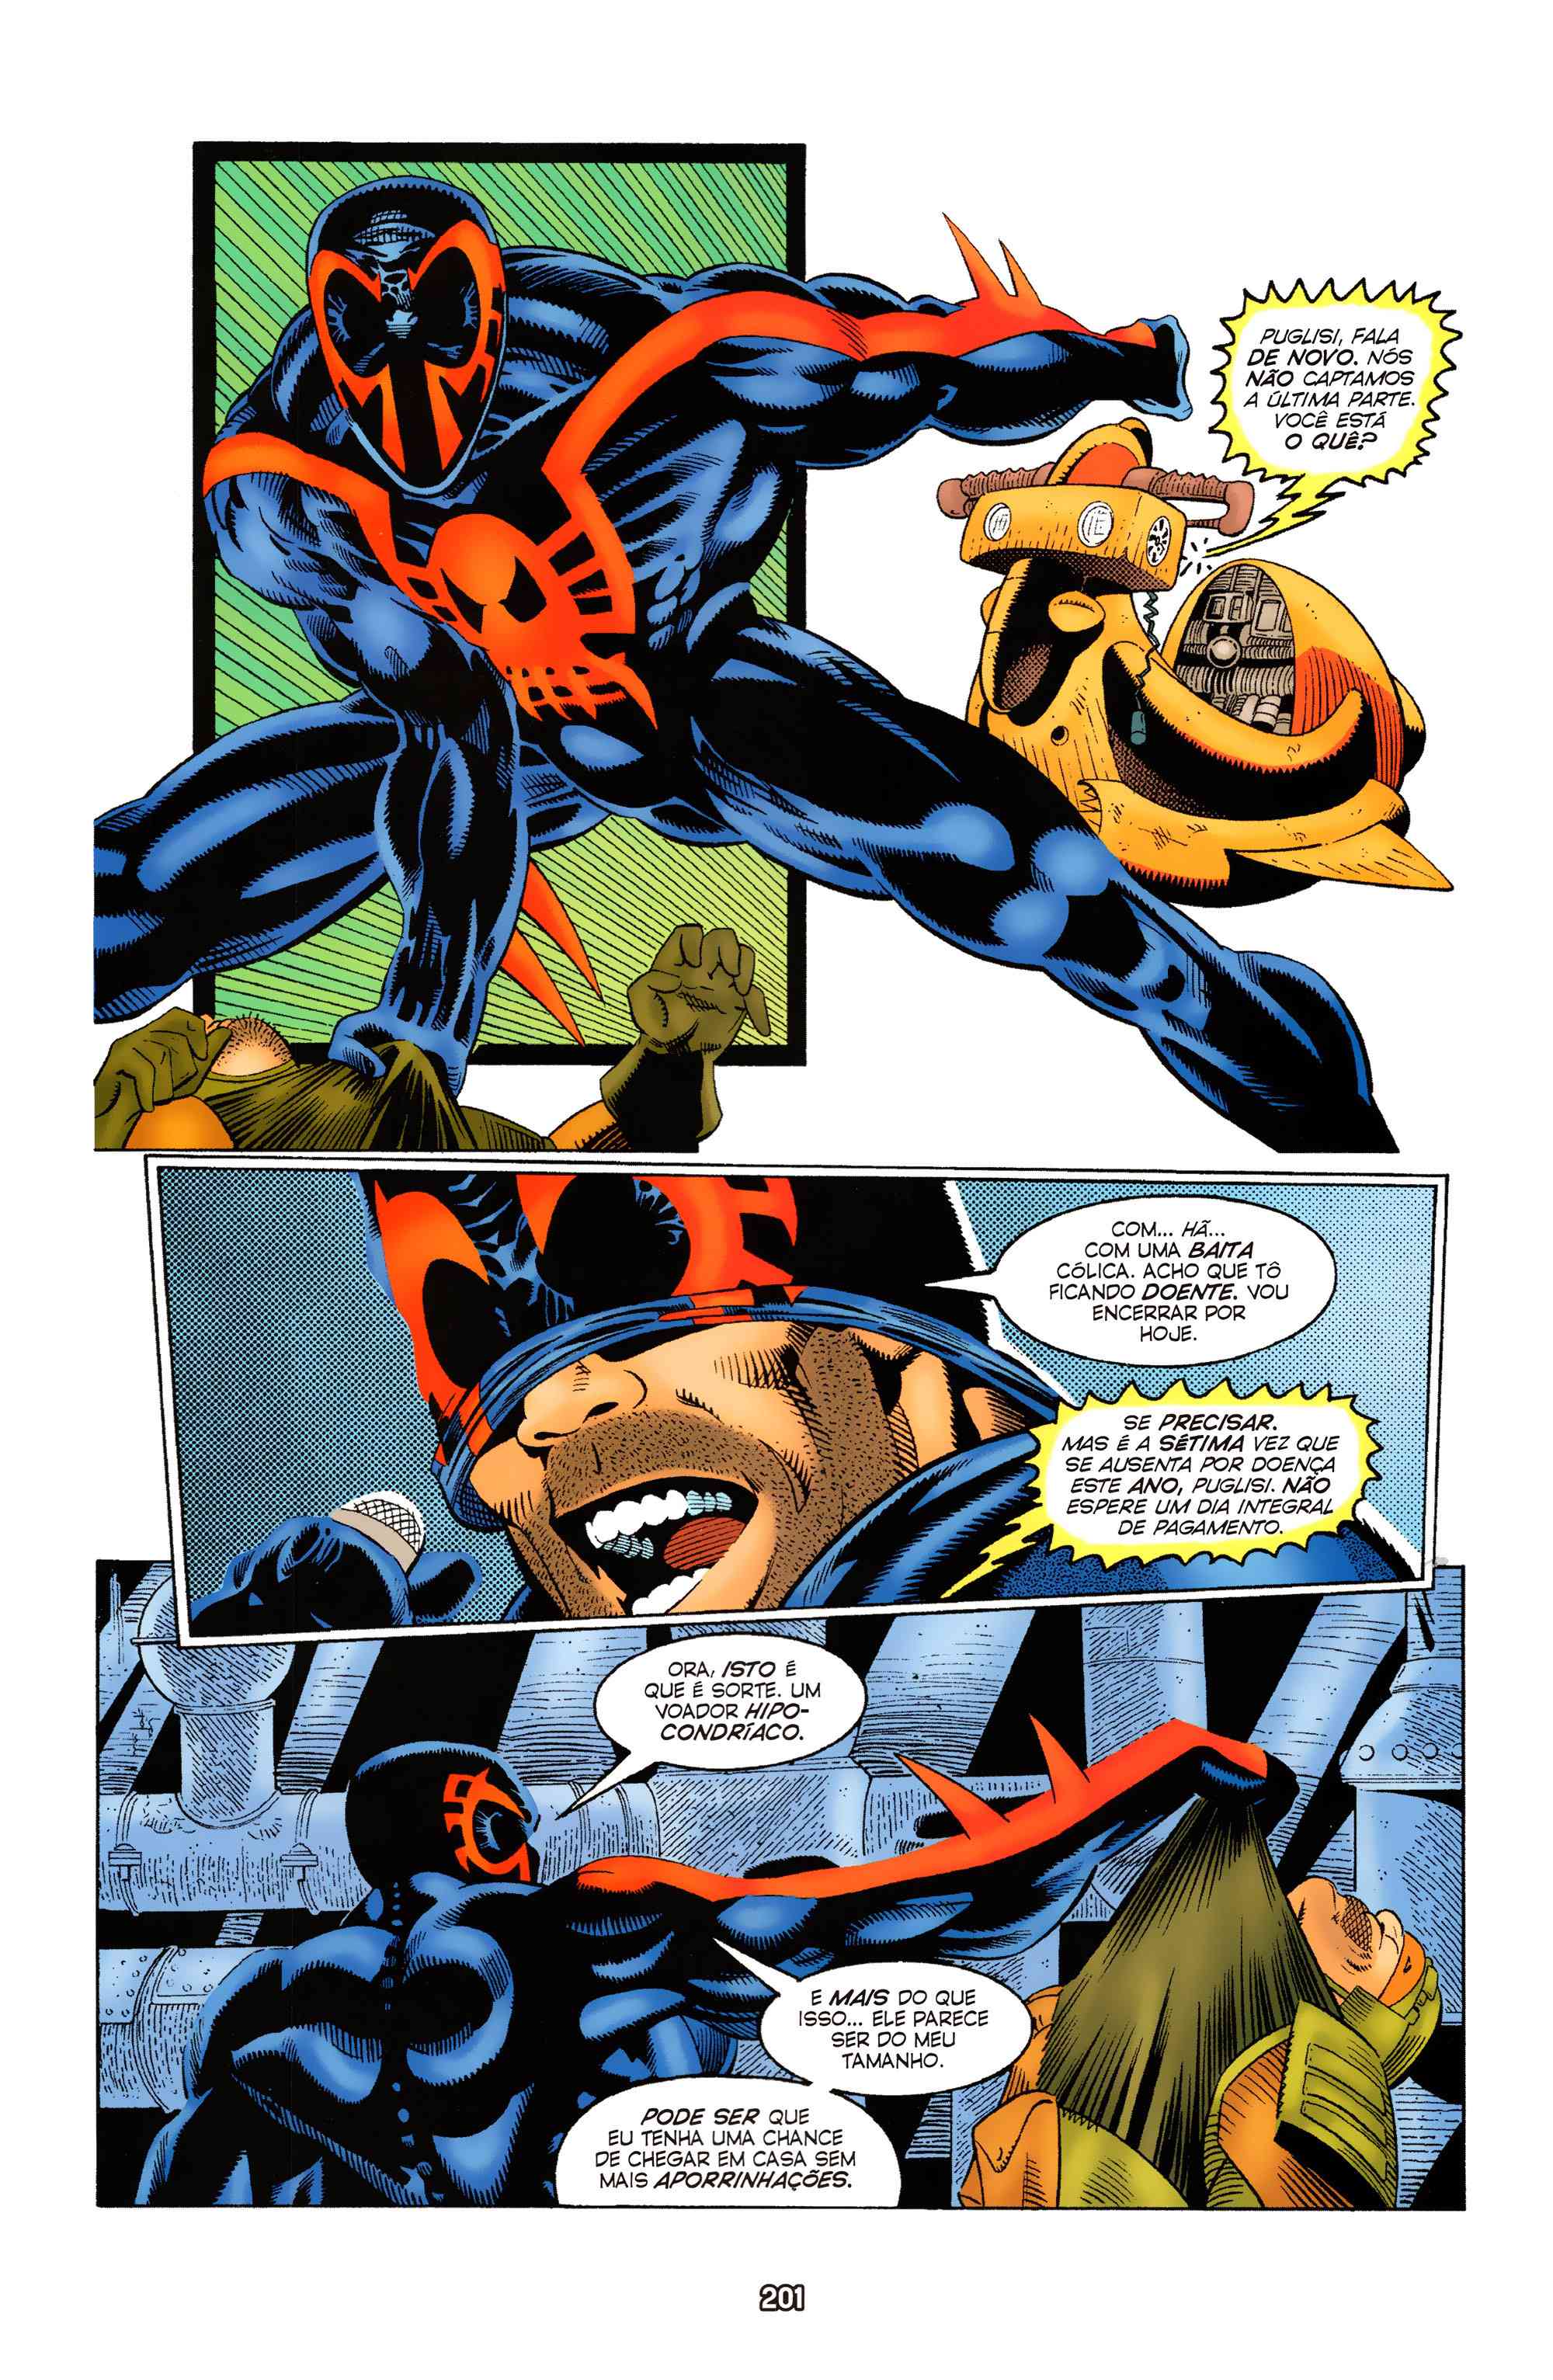 PUGLISI, FALA
DE NOVO. NÓS
NÃO CAPTAMOS
A ÚLTIMA PARTE.
VOCÊ ESTÁ
O QUÊ?
COM... HÃ...
COM UMA BAITA
CÓLICA. ACHO QUE TÔ
FICANDO DOENTE. VOU
ENCERRAR POR
HOJE.
SE PRECISAR.
MAS É A SÉTIMA VEZ QUE
SE AUSENTA POR DOENÇA
ESTE ANO, PUGLISI. NÃO
ESPERE UM DIA INTEGRAL
DE PAGAMENTO.
ORA, ISTO É
QUE É SORTE. UM
VOADOR HIPO-
CONDRÍACO.
E MAIS DO QUE
ISSO... ELE PARECE
SER DO MEU
TAMANHO.
PODE SER QUE
EU TENHA UMA CHANCE
DE CHEGAR EM CASA SEM
MAIS APORRINHAÇÕES.
201